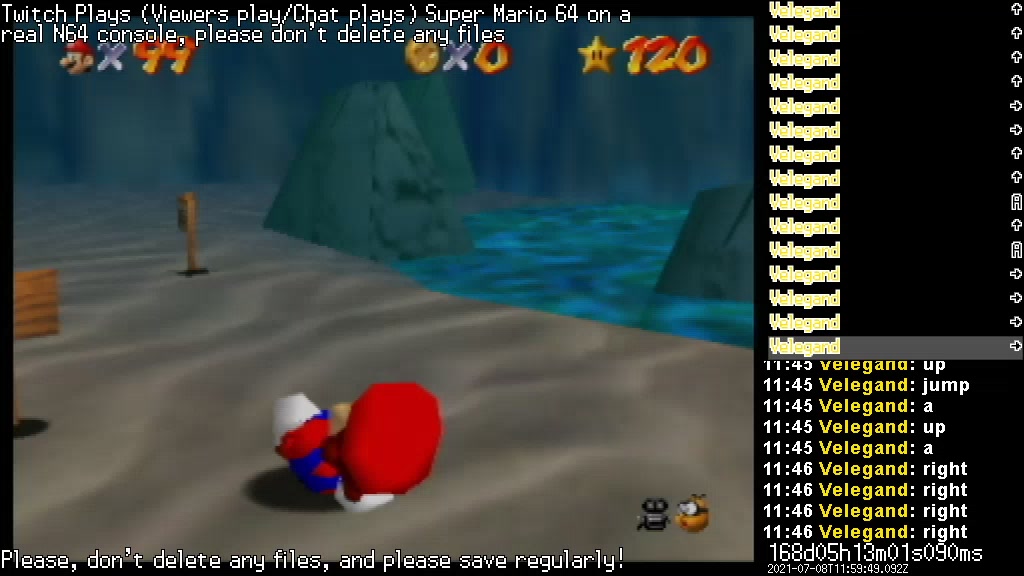 Twitch Plays (Viewers play/Chat plays) Super Mario 64 on a
real N64 console, please don't delete any files
× 99 × 0 120
Velegand ↑
Velegand ↑
Velegand ↑
Velegand ↑
Velegand →
Velegand →
Velegand ↑
Velegand ↑
Velegand A
Velegand ↑
Velegand A
Velegand →
Velegand →
Velegand →
Velegand →
11:45 Velegand: up
11:45 Velegand: jump
11:45 Velegand: a
11:45 Velegand: up
11:45 Velegand: a
11:46 Velegand: right
11:46 Velegand: right
11:46 Velegand: right
11:46 Velegand: right
Please, don't delete any files, and please save regularly!
168d05h13m01s090ms
2021-07-08T11:59:49.092Z